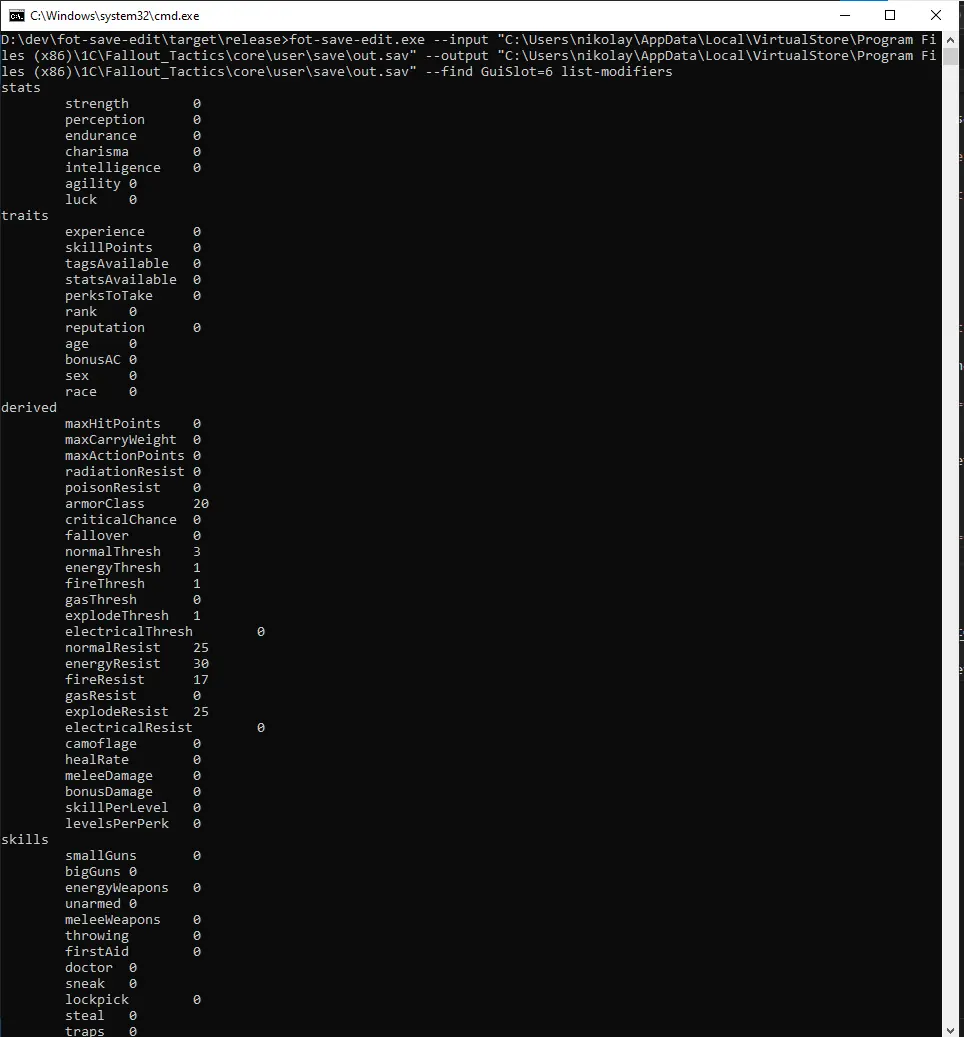 C:\Windows\system32\cmd.exe
D:\dev\fot-save-edit\target\release>fot-save-edit.exe --input "C:\Users\nikolay\AppData\Local\VirtualStore\Program Fi
les (x86)\1C\Fallout_Tactics\core\user\save\out.sav" --output "C:\Users\nikolay\AppData\Local\VirtualStore\Program Fi
les (x86)\1C\Fallout_Tactics\core\user\save\out.sav" --find GuiSlot=6 list-modifiers
stats
strength 0
perception 0
endurance 0
charisma 0
intelligence 0
agility 0
luck 0
traits
experience 0
skillPoints 0
tagsAvailable 0
statsAvailable 0
perksToTake 0
rank 0
reputation 0
age 0
bonusAC 0
sex 0
race 0
derived
maxHitPoints 0
maxCarryWeight 0
maxActionPoints 0
radiationResist 0
poisonResist 0
armorClass 20
criticalChance 0
fallover 0
normalThresh 3
energyThresh 1
fireThresh 1
gasThresh 0
explodeThresh 1
electricalThresh 0
normalResist 25
energyResist 30
fireResist 17
gasResist 0
explodeResist 25
electricalResist 0
camoflage 0
healRate 0
meleeDamage 0
bonusDamage 0
skillPerLevel 0
levelsPerPerk 0
skills
smallGuns 0
bigGuns 0
energyWeapons 0
unarmed 0
meleeWeapons 0
throwing 0
firstAid 0
doctor 0
sneak 0
lockpick 0
steal 0
traps 0